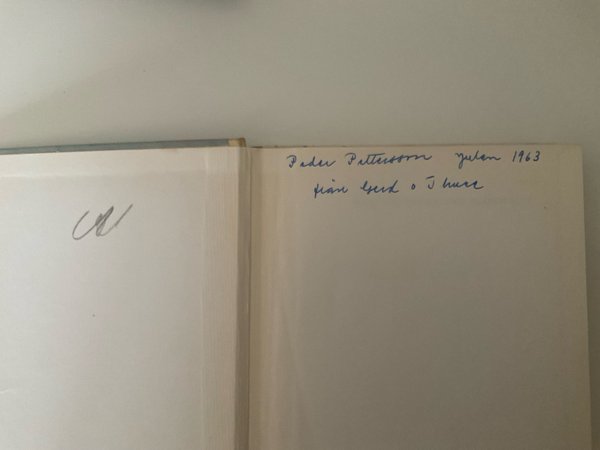 Peder Pettersson Julen 1963
från Gerd o Thure